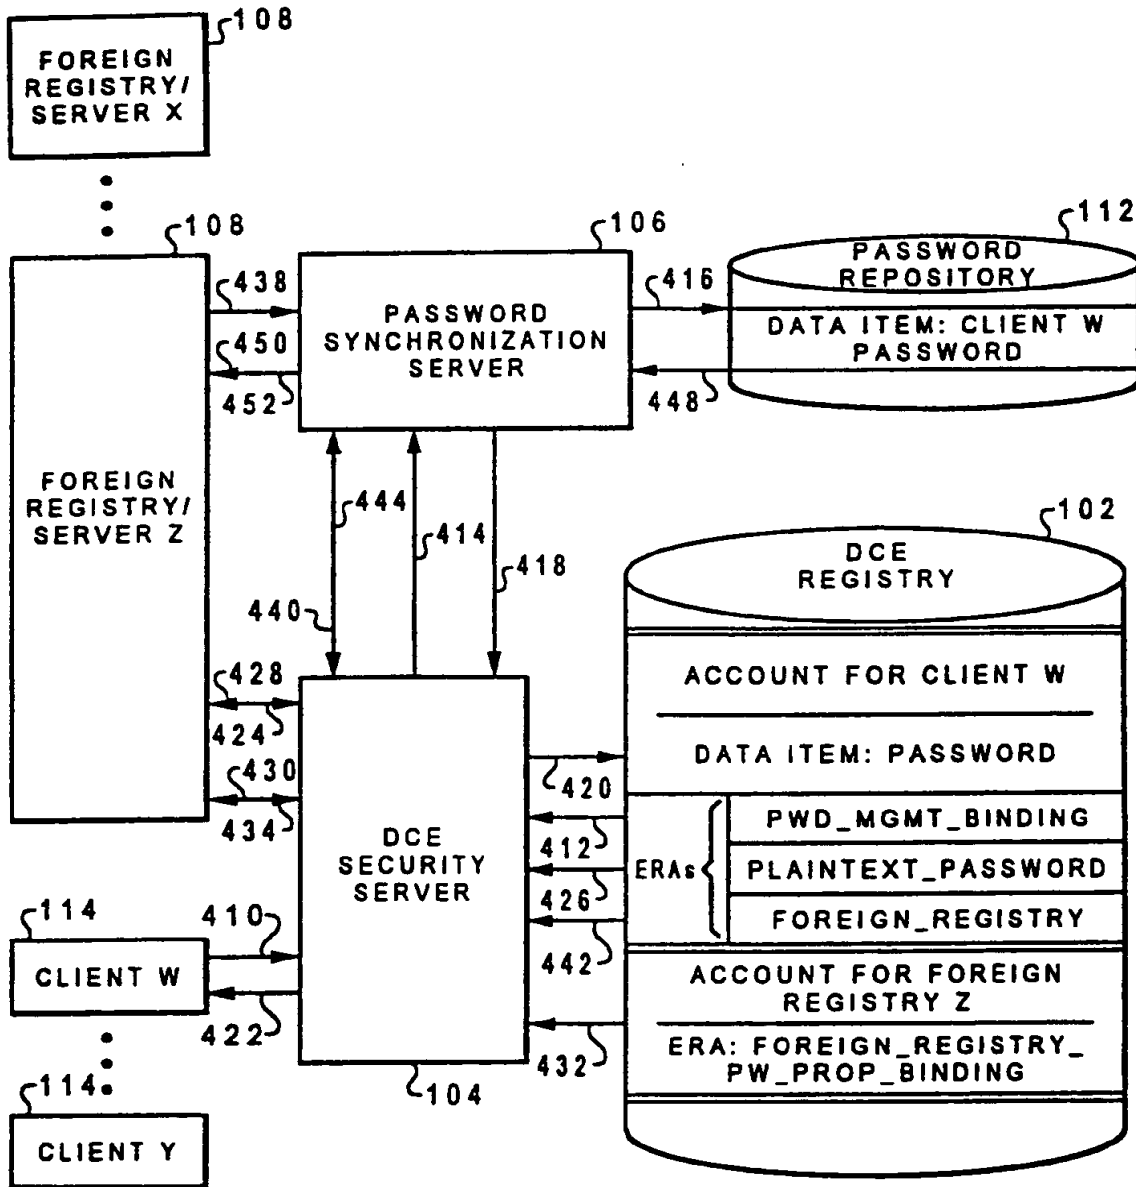 108
FOREIGN
REGISTRY/
SERVER X
108
FOREIGN
REGISTRY/
SERVER Z
438
450
452
106
PASSWORD
SYNCHRONIZATION
SERVER
416
448
112
PASSWORD
REPOSITORY
DATA ITEM: CLIENT W
PASSWORD
444
414
418
440
428
424
430
434
DCE
SECURITY
SERVER
104
420
412
426
442
432
102
DCE
REGISTRY
ACCOUNT FOR CLIENT W
DATA ITEM: PASSWORD
ERAs
PWD_MGMT_BINDING
PLAINTEXT_PASSWORD
FOREIGN_REGISTRY
ACCOUNT FOR FOREIGN
REGISTRY Z
ERA: FOREIGN_REGISTRY_
PW_PROP_BINDING
114
CLIENT W
410
422
114
CLIENT Y